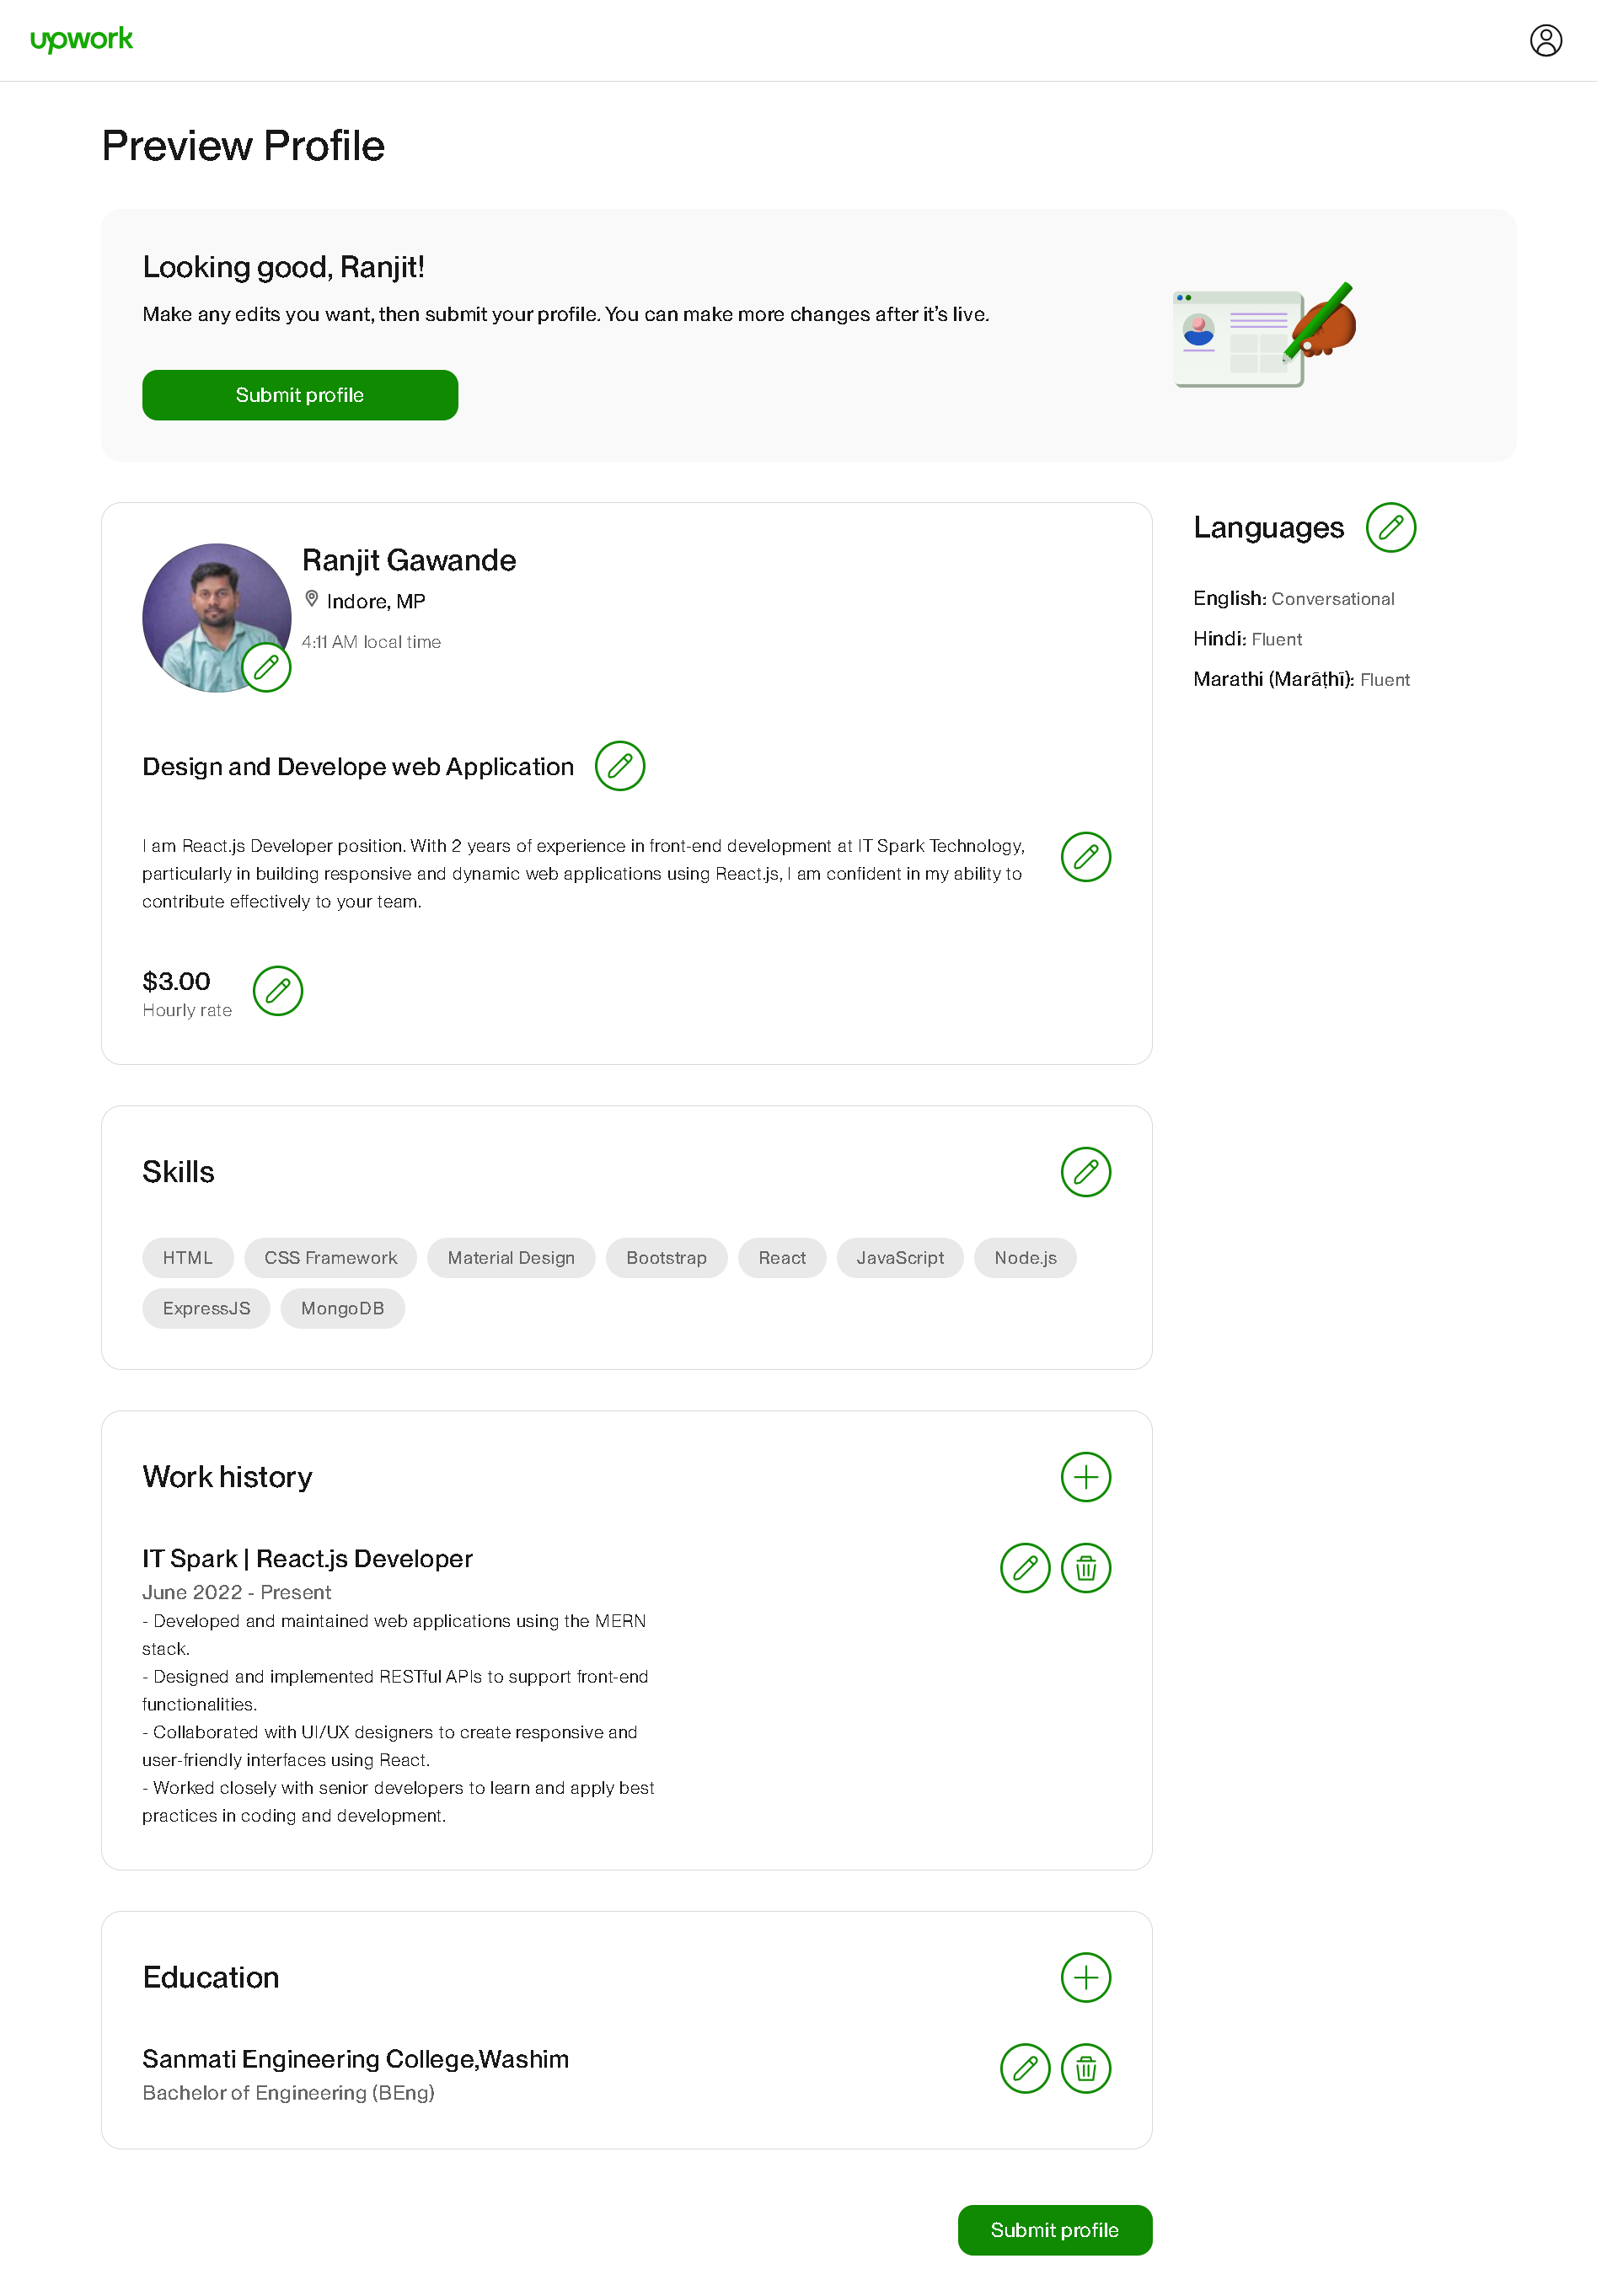 upwork
Preview Profile
Looking good, Ranjit!
Make any edits you want, then submit your profile. You can make more changes after it's live.
Submit profile
Ranjit Gawande
Indore, MP
4:11 AM local time
Design and Develope web Application
I am React.js Developer position. With 2 years of experience in front-end development at IT Spark Technology,
particularly in building responsive and dynamic web applications using React.js, I am confident in my ability to
contribute effectively to your team.
$3.00
Hourly rate
Languages
English: Conversational
Hindi: Fluent
Marathi (Marāṭhī): Fluent
Skills
HTML CSS Framework Material Design Bootstrap React JavaScript Node.js
ExpressJS MongoDB
Work history
IT Spark | React.js Developer
June 2022 - Present
- Developed and maintained web applications using the MERN
stack.
- Designed and implemented RESTful APIs to support front-end
functionalities.
- Collaborated with UI/UX designers to create responsive and
user-friendly interfaces using React.
- Worked closely with senior developers to learn and apply best
practices in coding and development.
Education
Sanmati Engineering College,Washim
Bachelor of Engineering (BEng)
Submit profile